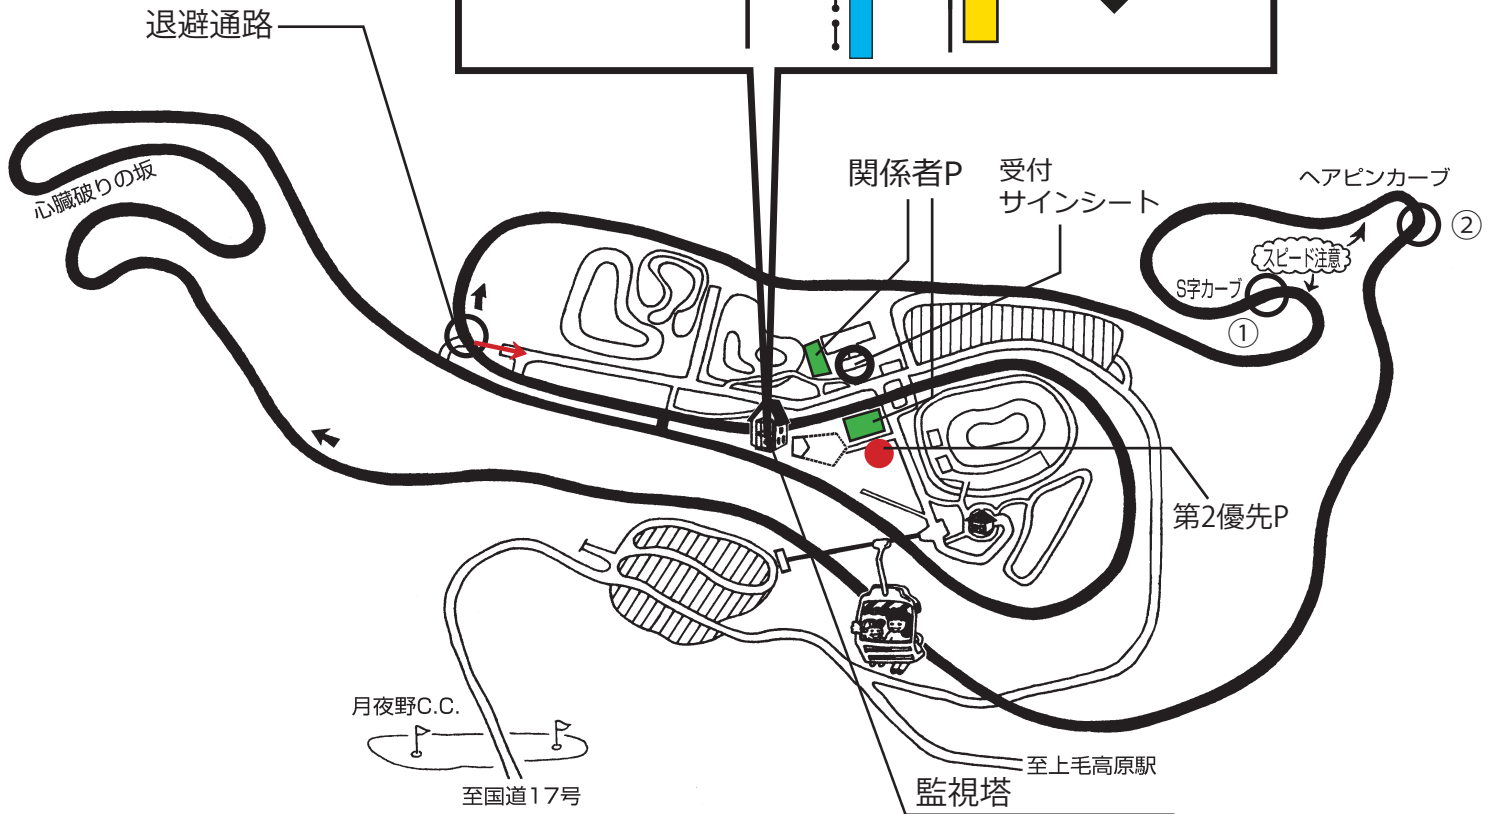 退避通路
関係者P
受付
サインシート
ヘアピンカーブ
②
スピード注意
S字カーブ
①
心臓破りの坂
第2優先P
月夜野C.C.
至上毛高原駅
監視塔
至国道17号